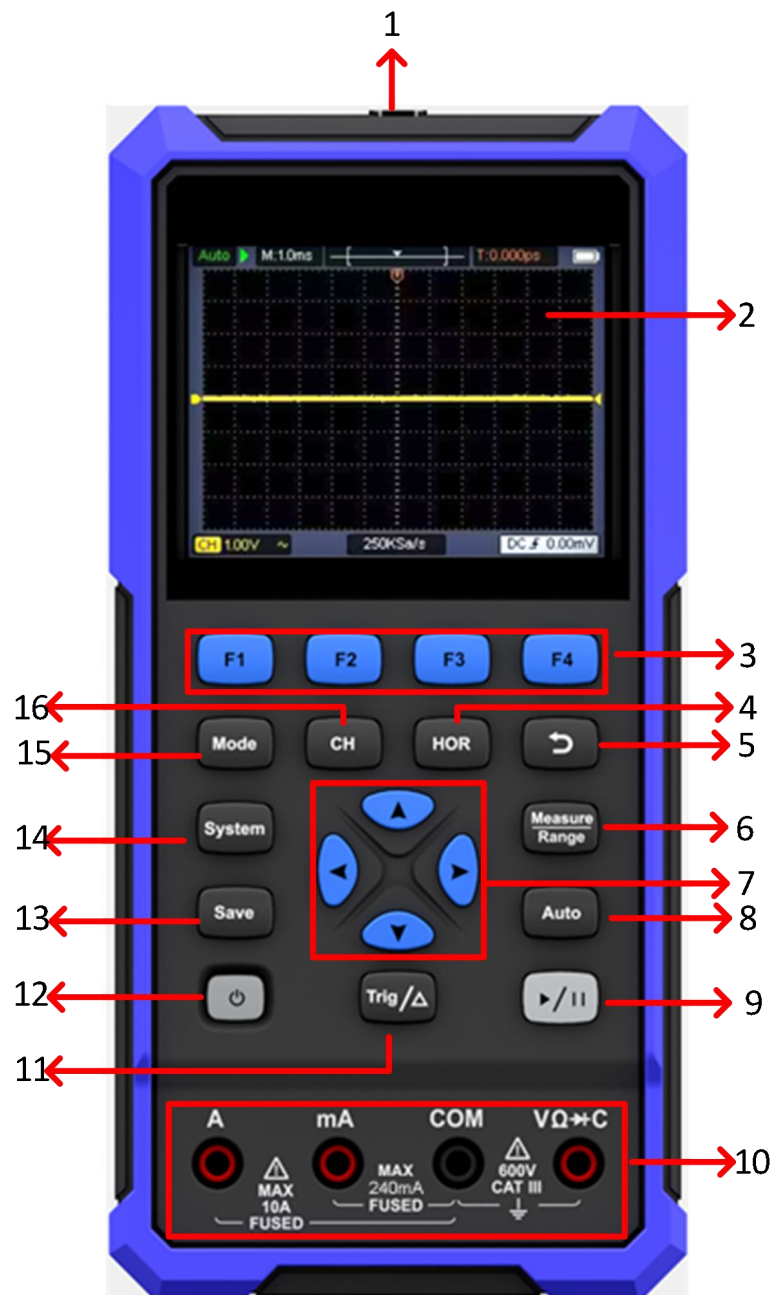 1
Auto M:1.0ms T:0.000ps
T
2
CH 1.00V ~ 250KSa/s DC 0.00mV
F1 F2 F3 F4
3
16
4
Mode CH HOR
15
5
System Measure
Range
14
6
7
Save Auto
13
8
12
Trig/△
9
11
A mA COM VΩ C
10
MAX
10A
FUSED
MAX
240mA
FUSED
600V
CAT III